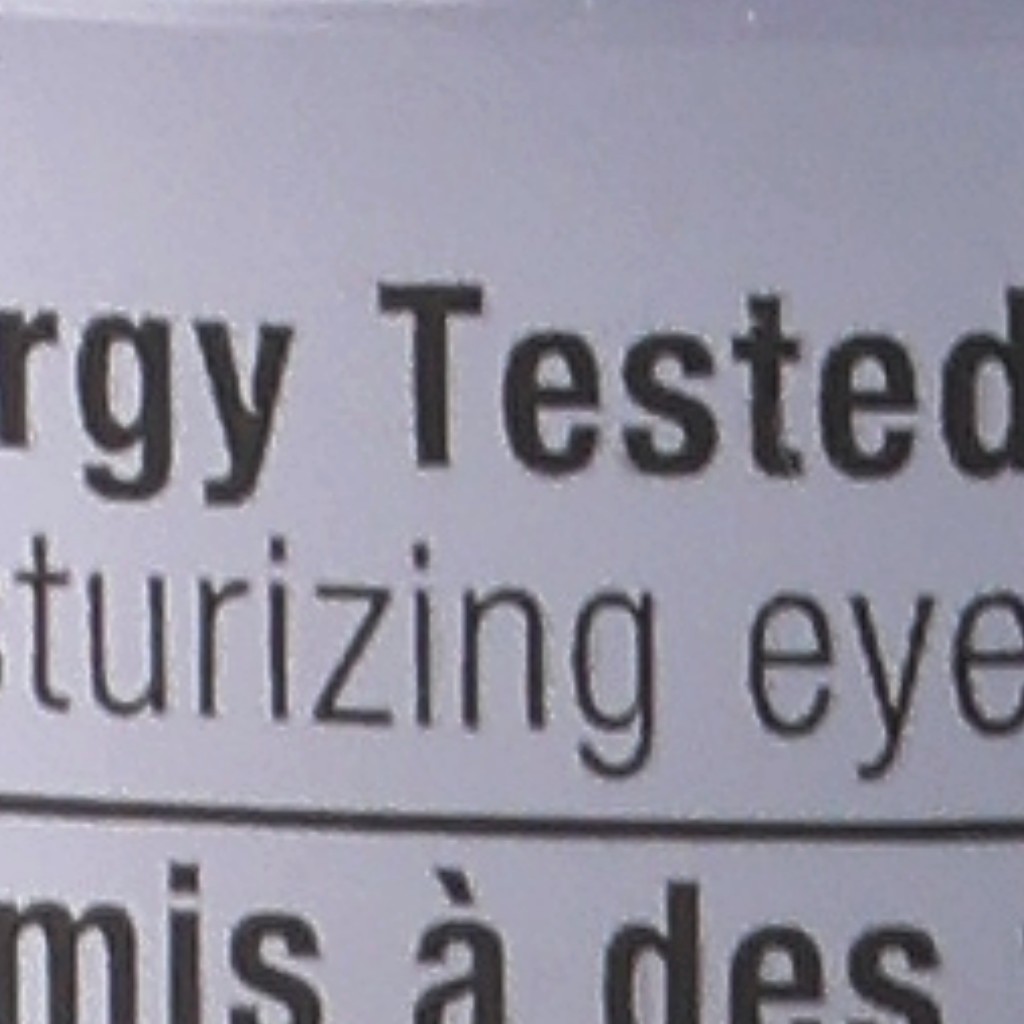 rgy Tested
sturizing eye
mis à des